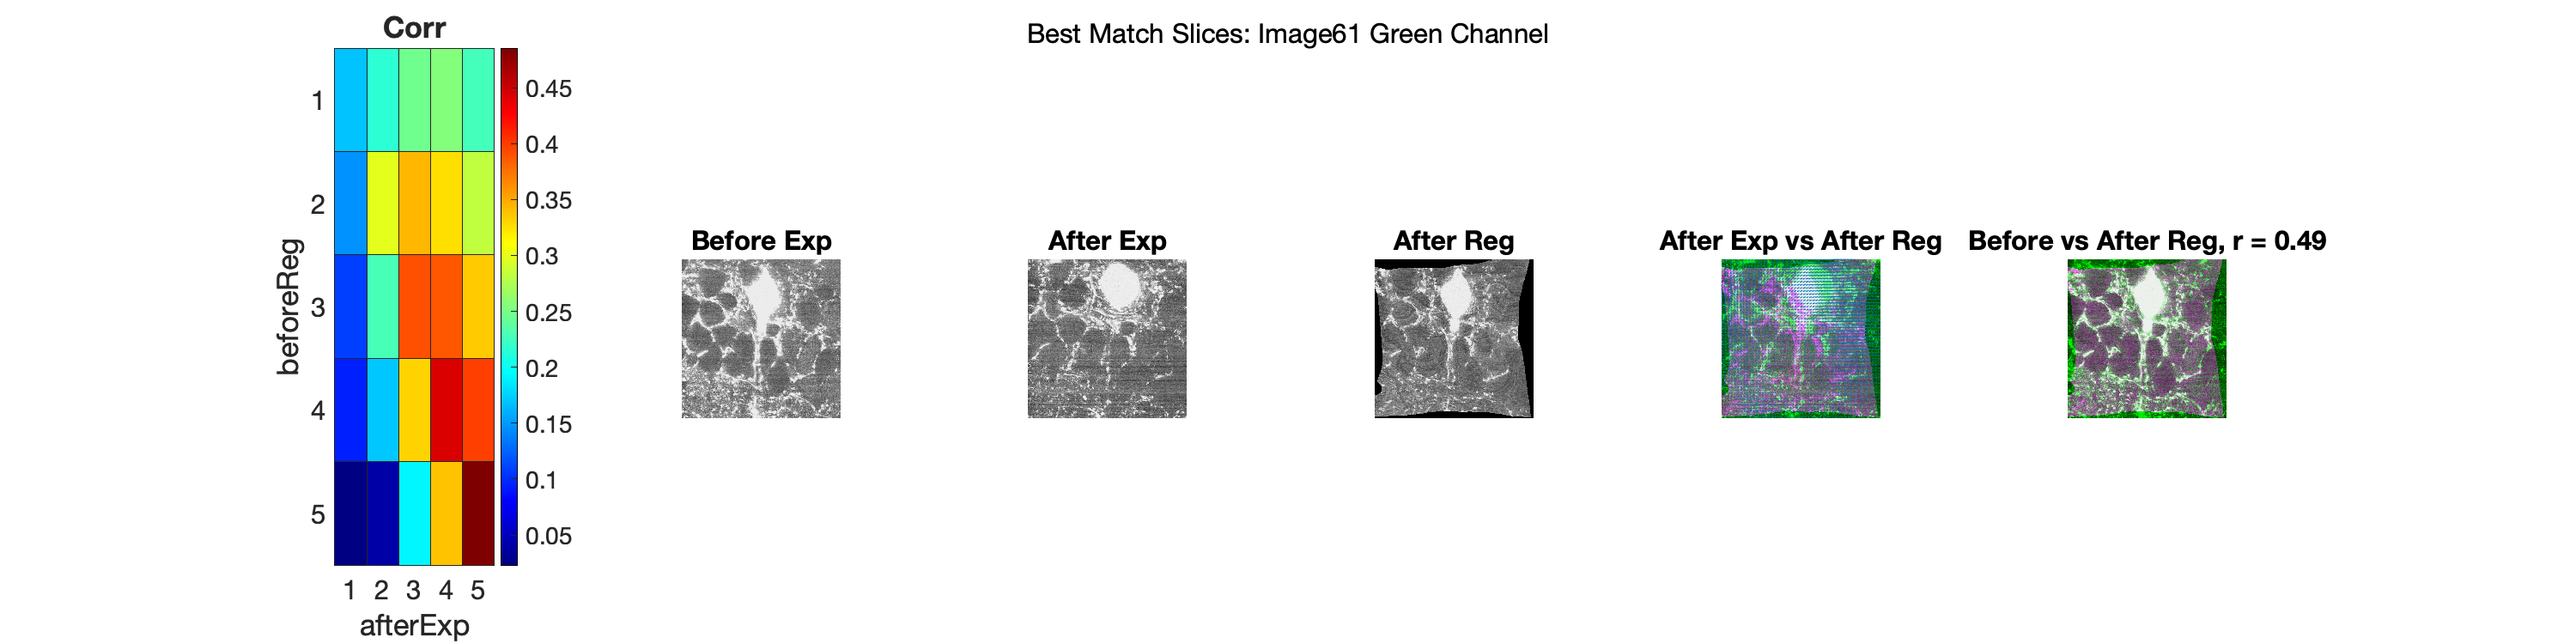 Best Match Slices: Image61 Green Channel
Corr
beforeReg
1
2
3
4
5
1 2 3 4 5
afterExp
0.45
0.4
0.35
0.3
0.25
0.2
0.15
0.1
0.05
Before Exp
After Exp
After Reg
After Exp vs After Reg
Before vs After Reg, r = 0.49